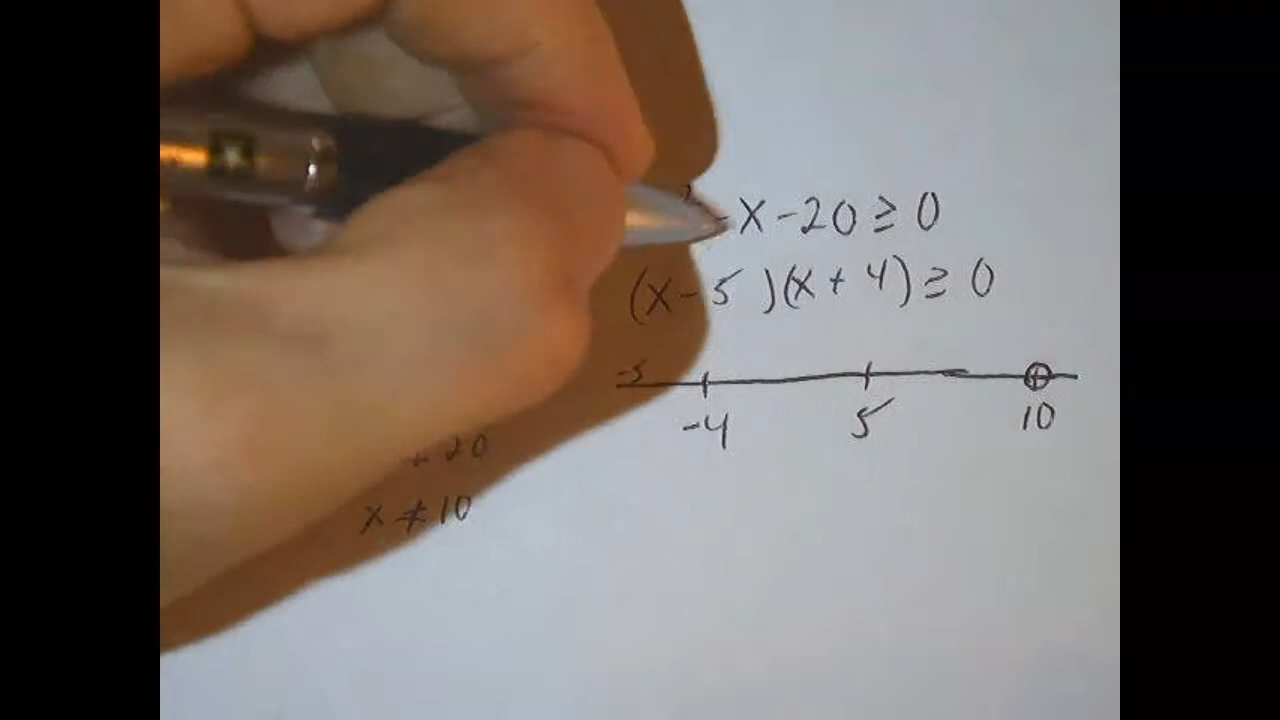 - x - 20 ≥ 0
(x - 5)(x + 4) ≥ 0
-5
-4 5 10
20
x ≠ 10